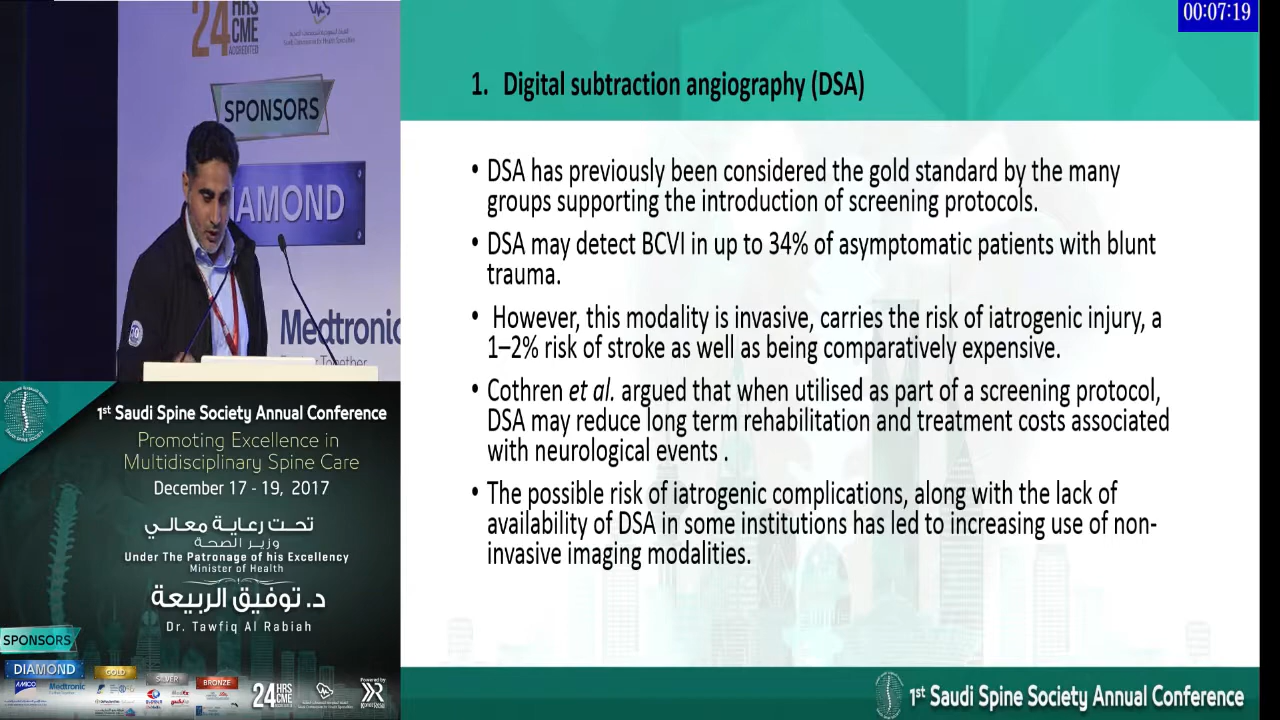 00:07:19
24
HRS
CME
ACCREDITED
SPONSORS
AMOND
Medtronic
Together
1. Digital subtraction angiography (DSA)
• DSA has previously been considered the gold standard by the many
groups supporting the introduction of screening protocols.
• DSA may detect BCVI in up to 34% of asymptomatic patients with blunt
trauma.
• However, this modality is invasive, carries the risk of iatrogenic injury, a
1–2% risk of stroke as well as being comparatively expensive.
• Cothren et al. argued that when utilised as part of a screening protocol,
DSA may reduce long term rehabilitation and treatment costs associated
with neurological events .
• The possible risk of iatrogenic complications, along with the lack of
availability of DSA in some institutions has led to increasing use of non-
invasive imaging modalities.
1st Saudi Spine Society Annual Conference
Promoting Excellence in
Multidisciplinary Spine Care
December 17 - 19, 2017
تحت رعاية معالي
وزير الصحة
Under The Patronage of his Excellency
Minister of Health
د. توفيق الربيعة
Dr. Tawfiq Al Rabiah
SPONSORS
DIAMOND
GOLD
SILVER
BRONZE
AMICO
Medtronic
24 HRS
CME
Powered by
1st Saudi Spine Society Annual Conference